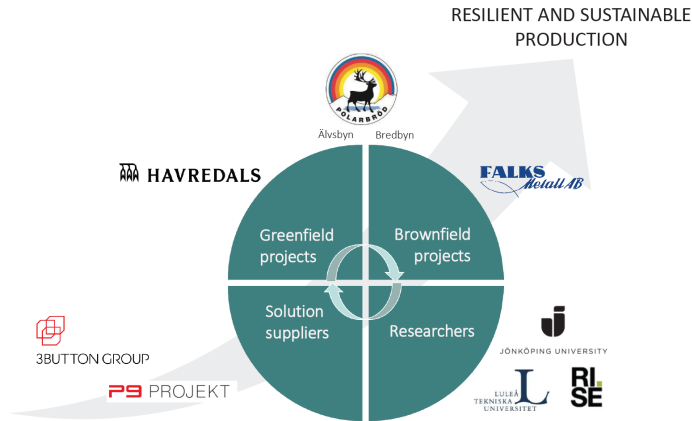 RESILIENT AND SUSTAINABLE
PRODUCTION
POLARBRÖD
Älvsbyn Bredbyn
HAVREDALS
FALKS
Metall AB
Greenfield
projects
Brownfield
projects
Solution
suppliers
Researchers
3BUTTON GROUP
P9 PROJEKT
JÖNKÖPING UNIVERSITY
LULEÅ
TEKNISKA
UNIVERSITET
L
RI.
SE